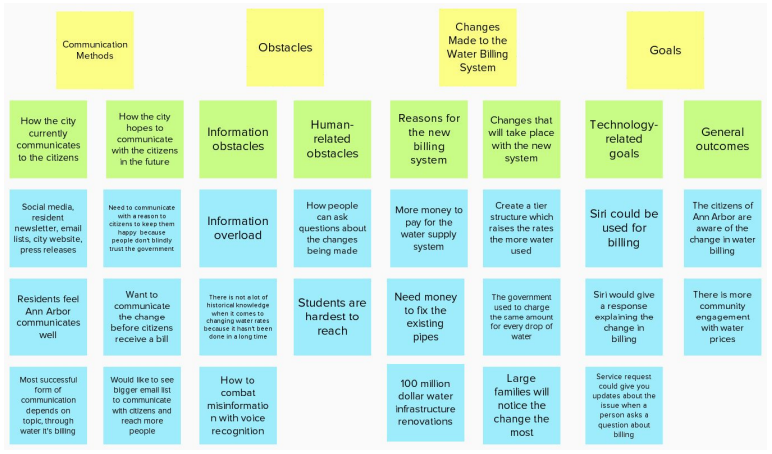 Communication
Methods
Obstacles
Changes
Made to the
Water Billing
System
Goals
How the city
currently
communicates
to the citizens
How the city
hopes to
communicate
with the citizens
in the future
Information
obstacles
Human-
related
obstacles
Reasons for
the new
billing
system
Changes that
will take place
with the new
system
Technology-
related
goals
General
outcomes
Social media,
resident
newsletter, email
lists, city website,
press releases
Need to communicate
with a reason to
citizens to keep them
happy because
people don't blindly
trust the government
Information
overload
How people
can ask
questions about
the changes
being made
More money to
pay for the
water supply
system
Create a tier
structure which
raises the rates
the more water
used
Siri could be
used for
billing
The citizens of
Ann Arbor are
aware of the
change in water
billing
Residents feel
Ann Arbor
communicates
well
Want to
communicate
the change
before citizens
receive a bill
There is not a lot of
historical knowledge
when it comes to
changing water rates
because it hasn't been
done in a long time
Students are
hardest to
reach
Need money
to fix the
existing
pipes
The government
used to charge
the same amount
for every drop of
water
Siri would give
a response
explaining the
change in
billing
There is more
community
engagement
with water
prices
Most successful
form of
communication
depends on
topic, through
water it's billing
Would like to see
bigger email list
to communicate
with citizens and
reach more
people
How to
combat
misinformatio
n with voice
recognition
100 million
dollar water
infrastructure
renovations
Large
families will
notice the
change the
most
Service request
could give you
updates about the
issue when a
person asks a
question about
billing